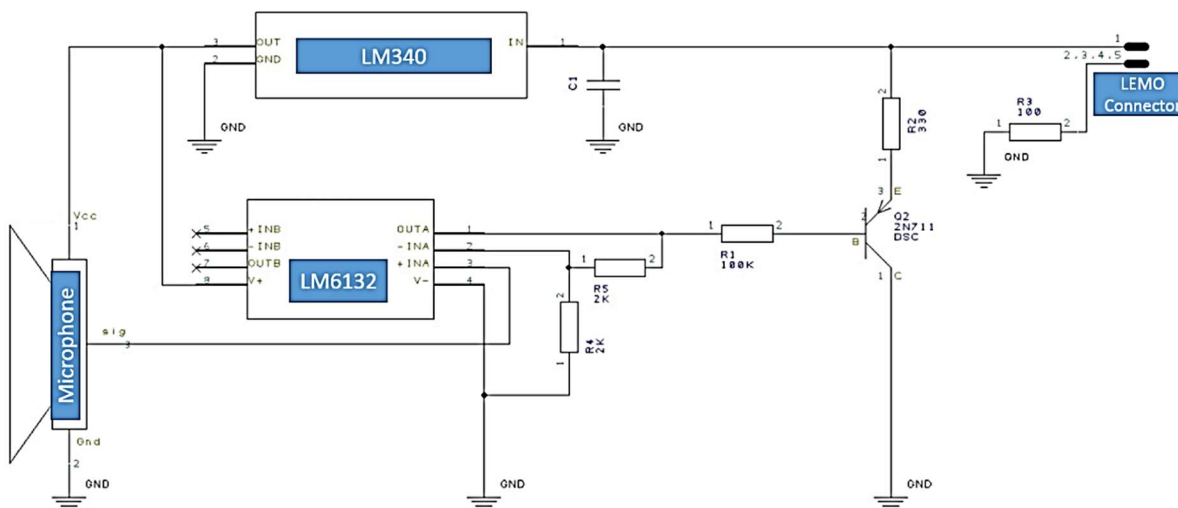 3 OUT
LM340
IN 1
2 GND
GND
C1
GND
1
2,3,4,5
LEMO
Connector
R3
100
1 2
GND
2
R2
330
1
Vcc
1
5 +INB
6 -INB
7 OUTB
8 V+
LM6132
OUTA 1
-INA 2
+INA 3
V- 4
1 2
R5
2K
2
R4
2K
1
1 2
R1
100K
3 E
2
B
Q2
2N711
DSC
1 C
Microphone
sig
3
Gnd
2
GND
GND
GND